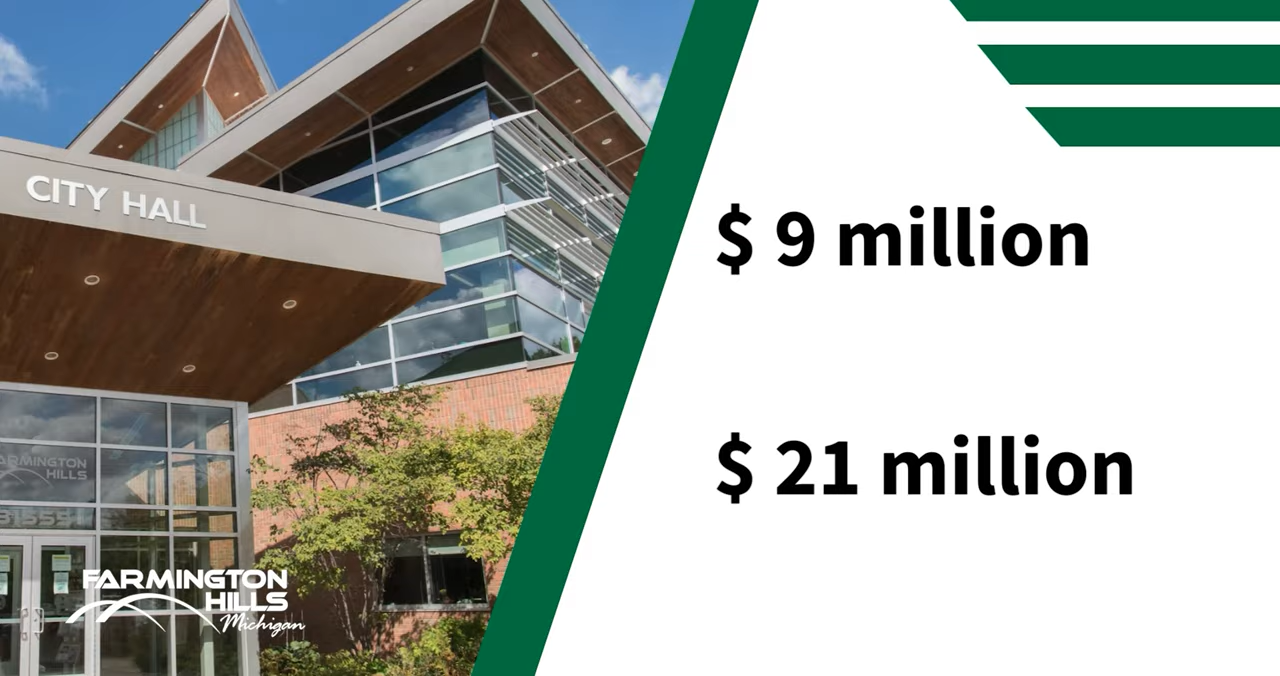 CITY HALL
$ 9 million
$ 21 million
FARMINGTON
HILLS
FARMINGTON
HILLS
Michigan